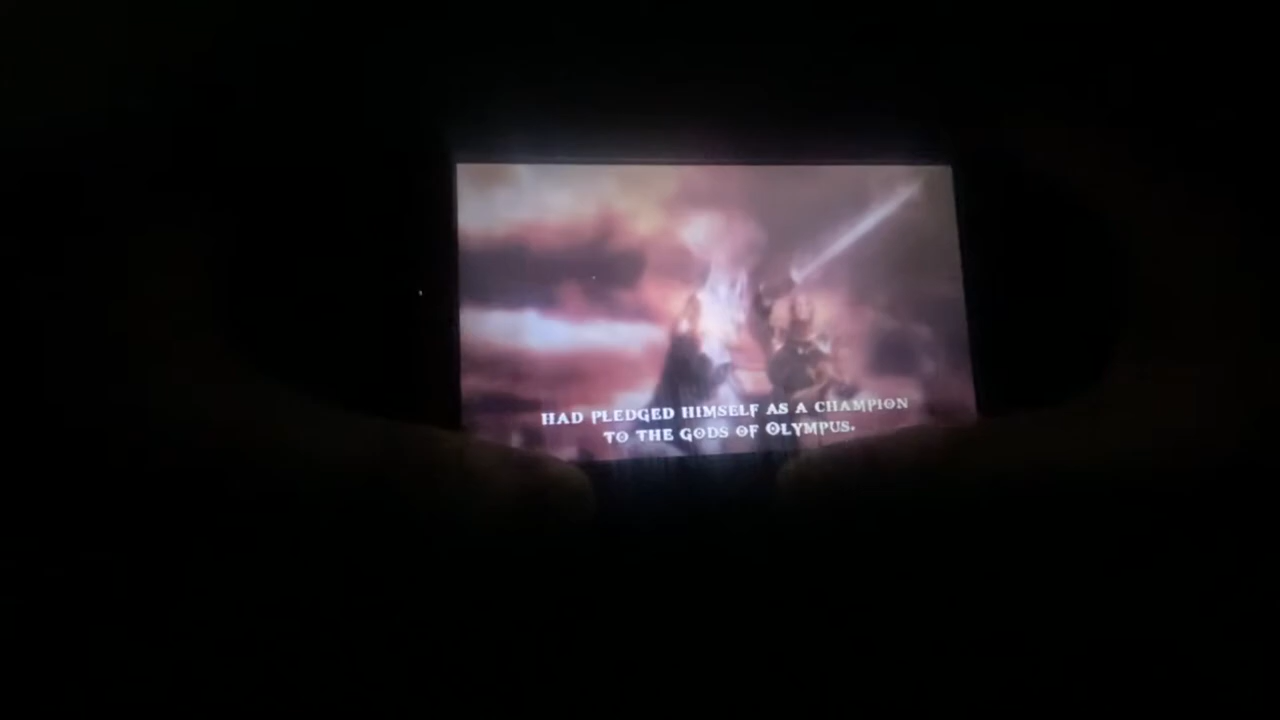 HAD PLEDGED HIMSELF AS A CHAMPION
TO THE GODS OF OLYMPUS.